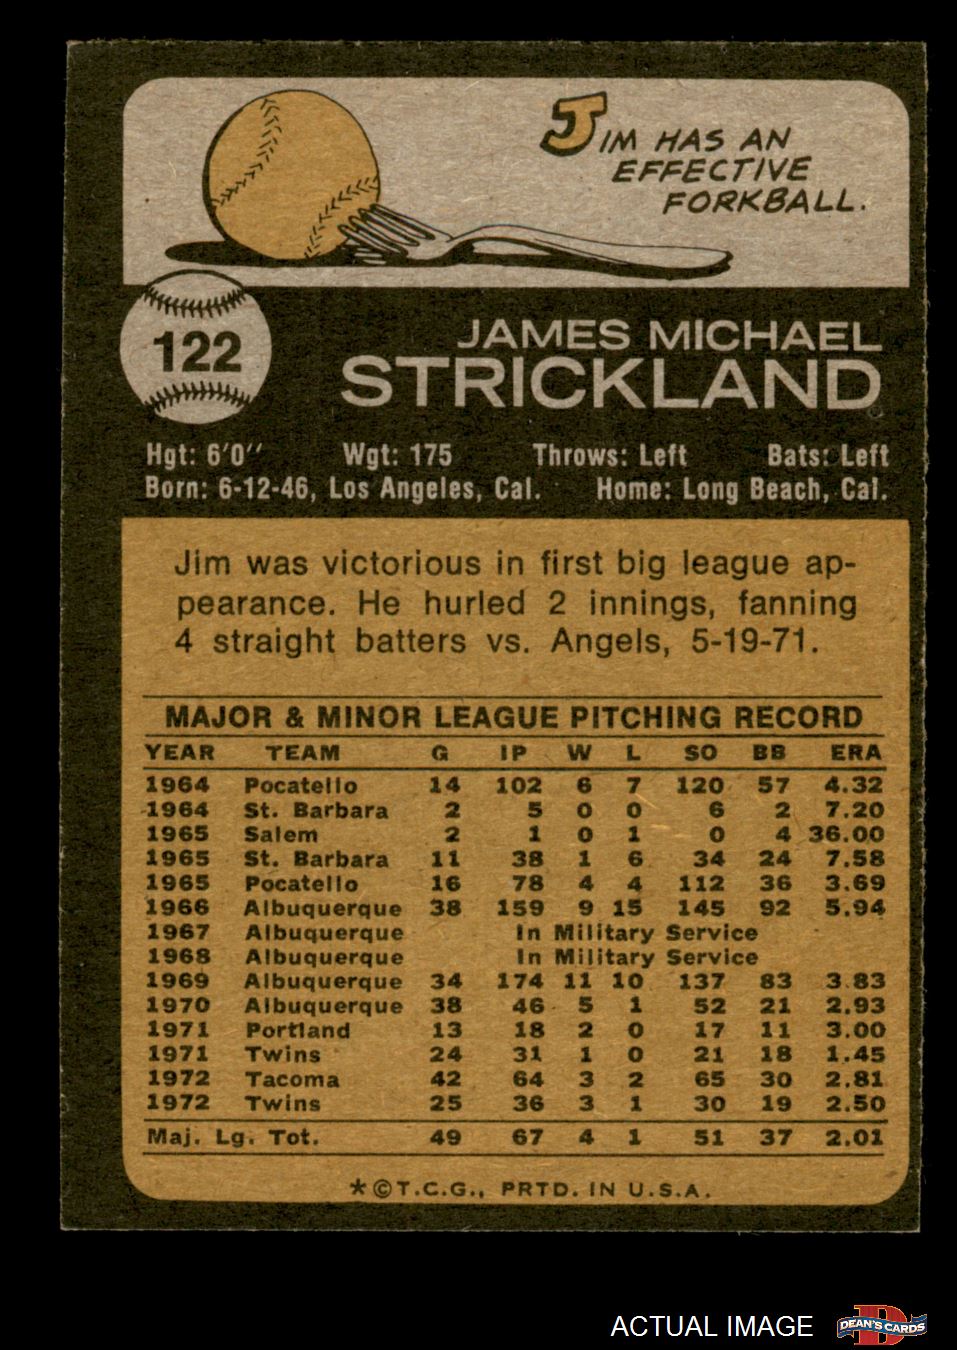 JIM HAS AN
EFFECTIVE
FORKBALL.
122
JAMES MICHAEL
STRICKLAND
Hgt: 6'0" Wgt: 175 Throws: Left Bats: Left
Born: 6-12-46, Los Angeles, Cal. Home: Long Beach, Cal.
Jim was victorious in first big league ap-
pearance. He hurled 2 innings, fanning
4 straight batters vs. Angels, 5-19-71.
MAJOR & MINOR LEAGUE PITCHING RECORD
YEAR TEAM G IP W L SO BB ERA
1964 Pocatello 14 102 6 7 120 57 4.32
1964 St. Barbara 2 5 0 0 6 2 7.20
1965 Salem 2 1 0 1 0 4 36.00
1965 St. Barbara 11 38 1 6 34 24 7.58
1965 Pocatello 16 78 4 4 112 36 3.69
1966 Albuquerque 38 159 9 15 145 92 5.94
1967 Albuquerque In Military Service
1968 Albuquerque In Military Service
1969 Albuquerque 34 174 11 10 137 83 3.83
1970 Albuquerque 38 46 5 1 52 21 2.93
1971 Portland 13 18 2 0 17 11 3.00
1971 Twins 24 31 1 0 21 18 1.45
1972 Tacoma 42 64 3 2 65 30 2.81
1972 Twins 25 36 3 1 30 19 2.50
Maj. Lg. Tot. 49 67 4 1 51 37 2.01
*©T.C.G., PRTD. IN U.S.A.
ACTUAL IMAGE
D
DEAN'S CARDS